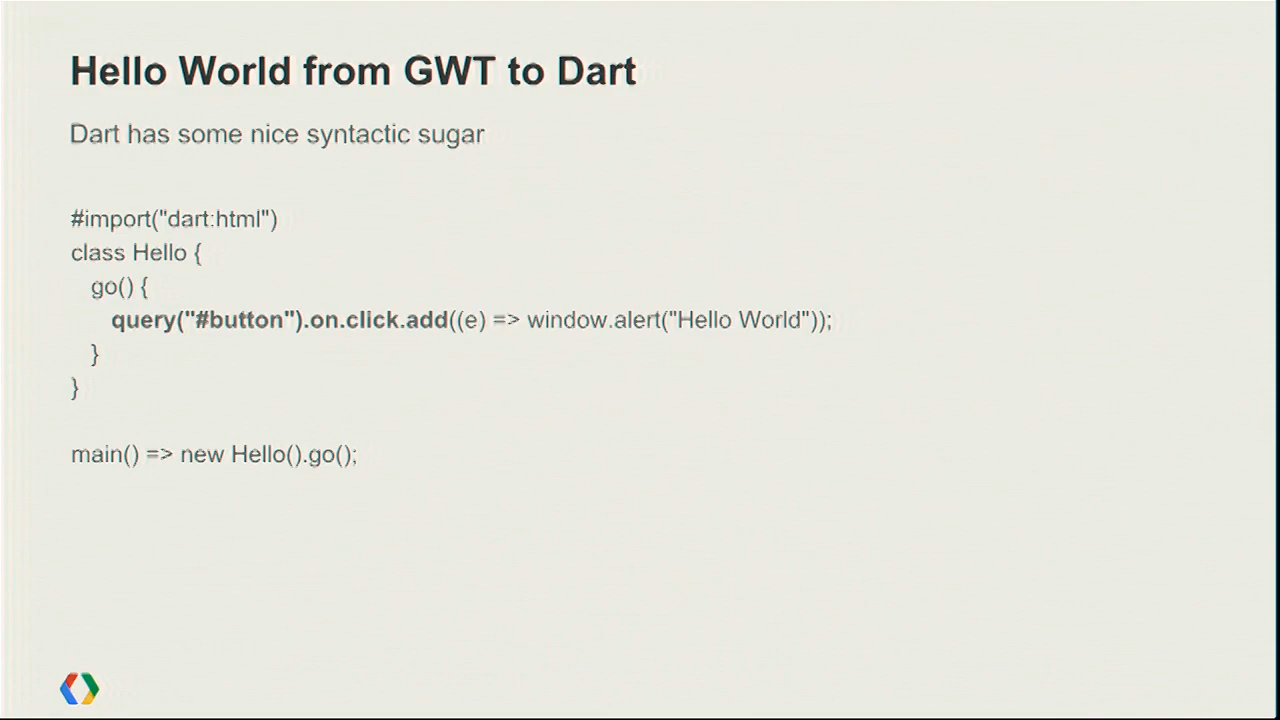 Hello World from GWT to Dart
Dart has some nice syntactic sugar
#import("dart:html")
class Hello {
go() {
query("#button").on.click.add((e) => window.alert("Hello World"));
}
}
main() => new Hello().go();